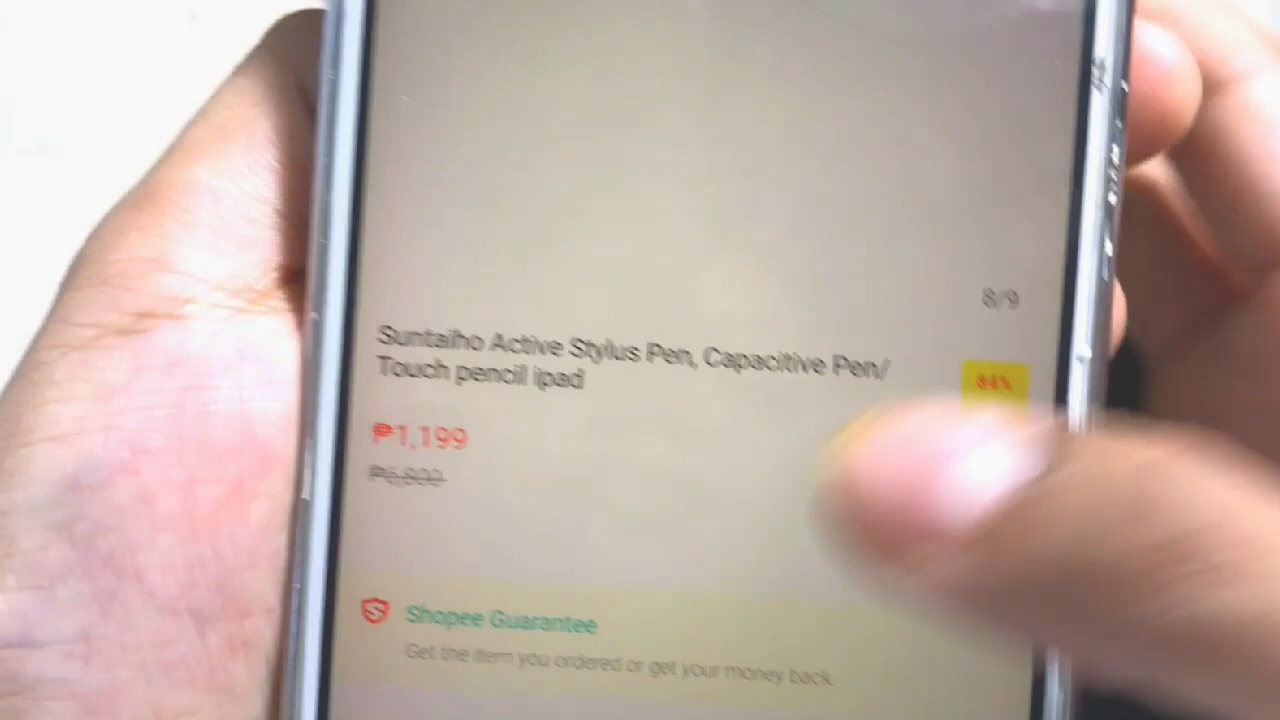 8/9
Suntaiho Active Stylus Pen, Capacitive Pen/
Touch pencil ipad
84%
₱1,199
Shopee Guarantee
Get the item you ordered or get your money back.